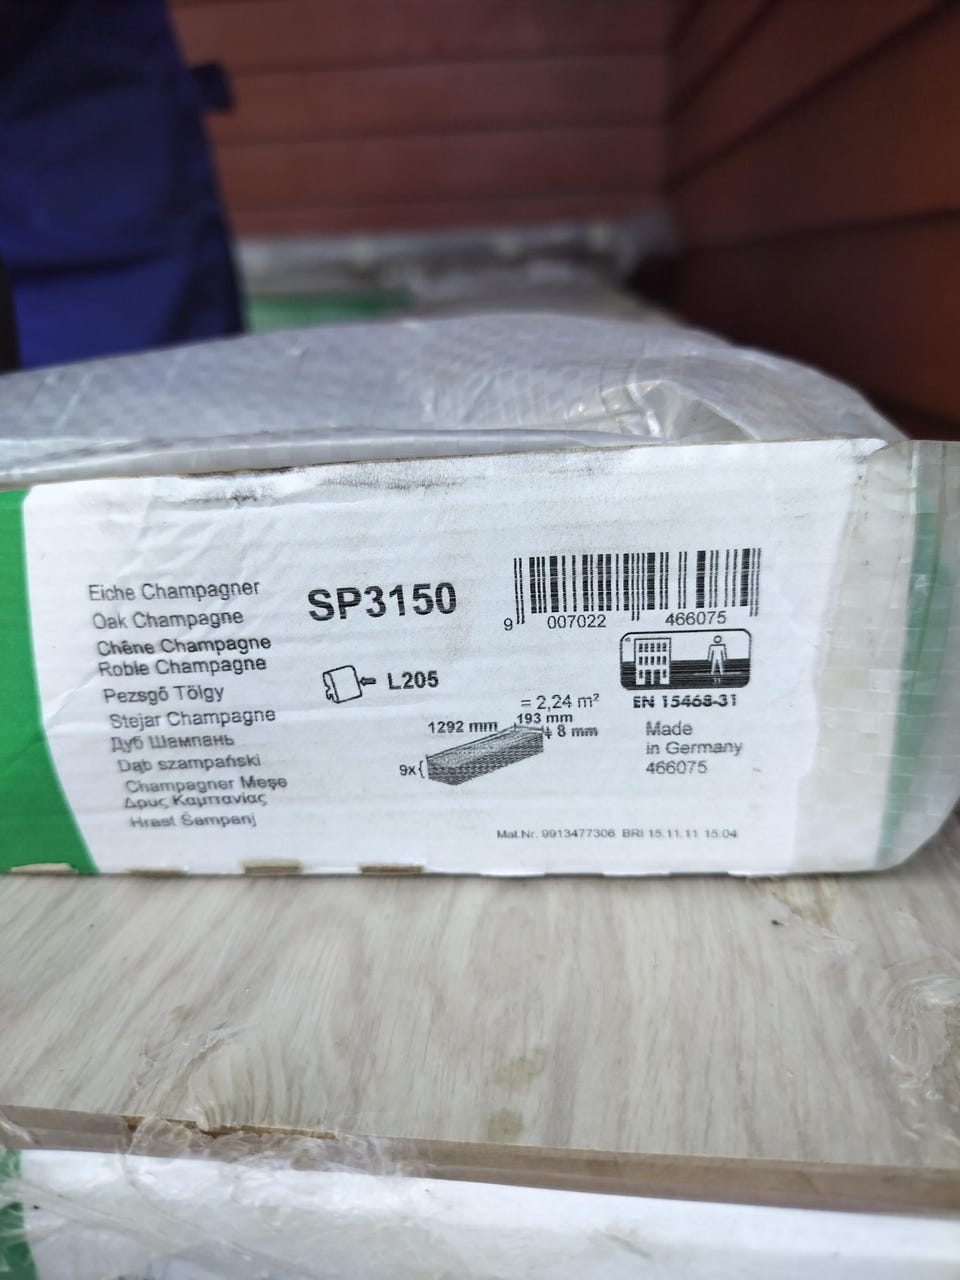 Eiche Champagner
Oak Champagne
Chêne Champagne
Roble Champagne
Pezsgő Tölgy
Stejar Champagne
Дуб Шампань
Dąb szampański
Champagner Meşe
Δρυς Καμπανίας
Hrast Šampanj
SP3150
L205
9 007022 466075
EN 15468-31
= 2,24 m²
1292 mm
193 mm
8 mm
9x
Made
in Germany
466075
Mat.Nr. 9913477306 BRI 15.11.11 15:04